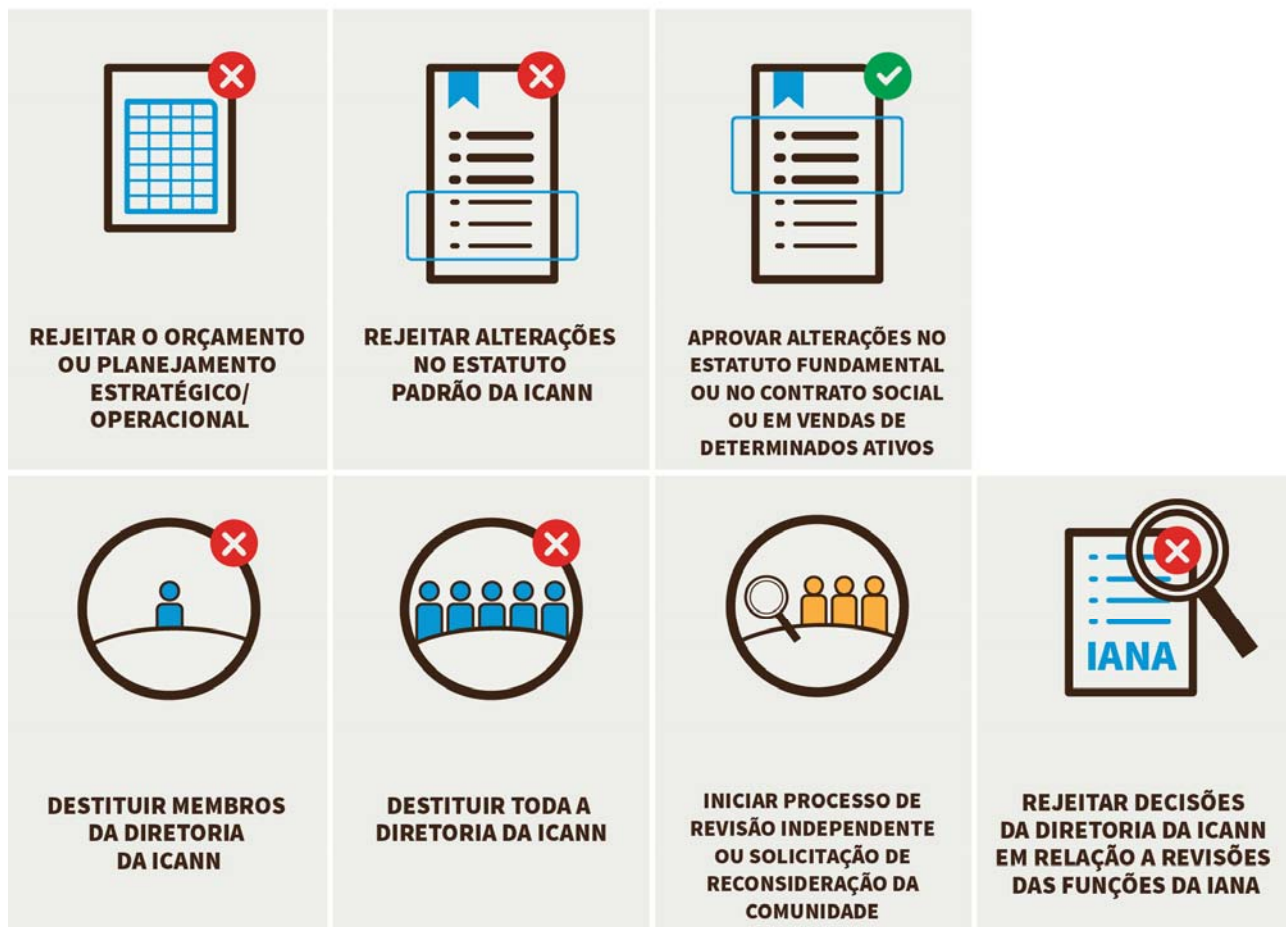 REJEITAR O ORÇAMENTO
OU PLANEJAMENTO
ESTRATÉGICO/
OPERACIONAL
REJEITAR ALTERAÇÕES
NO ESTATUTO
PADRÃO DA ICANN
APROVAR ALTERAÇÕES NO
ESTATUTO FUNDAMENTAL
OU NO CONTRATO SOCIAL
OU EM VENDAS DE
DETERMINADOS ATIVOS
DESTITUIR MEMBROS
DA DIRETORIA
DA ICANN
DESTITUIR TODA A
DIRETORIA DA ICANN
INICIAR PROCESSO DE
REVISÃO INDEPENDENTE
OU SOLICITAÇÃO DE
RECONSIDERAÇÃO DA
COMUNIDADE
IANA
REJEITAR DECISÕES
DA DIRETORIA DA ICANN
EM RELAÇÃO A REVISÕES
DAS FUNÇÕES DA IANA